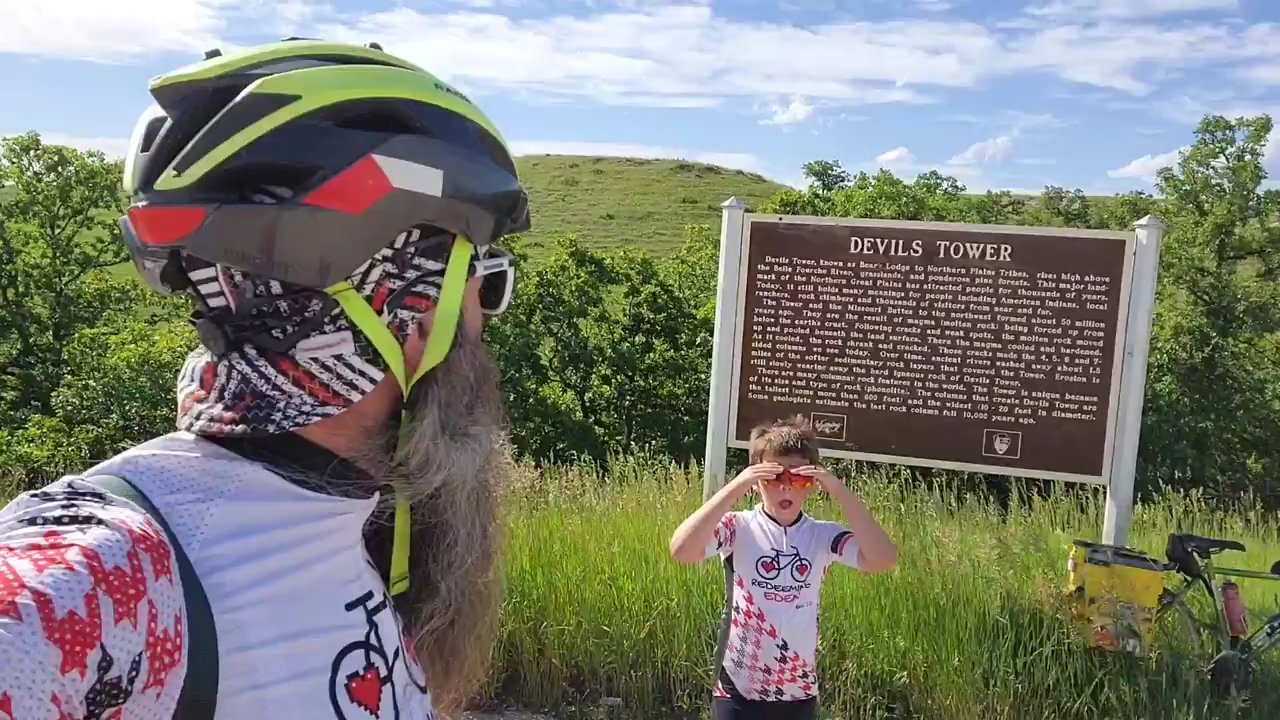 DEVILS TOWER
Devils Tower, known as Bear's Lodge to Northern Plains Tribes, rises high above
the Belle Fourche River, grasslands, and ponderosa pine forests. This major land-
mark of the Northern Great Plains has attracted people for thousands of years.
Today, it still holds many meanings for people including American Indians, local
ranchers, rock climbers and thousands of visitors from near and far.
The Tower and the Missouri Buttes to the northwest formed about 50 million
years ago. They are the result of magma (molten rock) being forced up from
below the earth's crust. Following cracks and weak spots, the molten rock moved
up and pooled beneath the land surface. There the magma cooled and hardened.
As it cooled, the rock shrank and cracked. Those cracks made the 4, 5, 6 and 7-
sided columns we see today. Over time, ancient rivers washed away about 1.5
miles of the softer sedimentary rock layers that covered the Tower. Erosion is
still slowly wearing away the hard igneous rock of Devils Tower.
There are many columnar rock features in the world. The Tower is unique because
of its size and type of rock (phonolite). The columns that create Devils Tower are
the tallest (some more than 600 feet) and the widest (10 - 20 feet in diameter).
Some geologists estimate the last rock column fell 10,000 years ago.
REDEEMING
EDEN